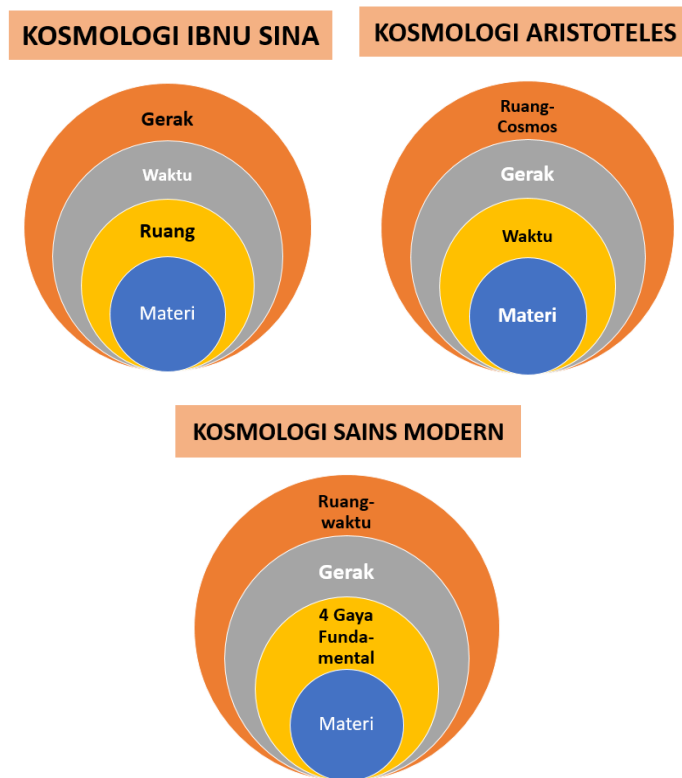 KOSMOLOGI IBNU SINA
Gerak
Waktu
Ruang
Materi
KOSMOLOGI ARISTOTELES
Ruang-
Cosmos
Gerak
Waktu
Materi
KOSMOLOGI SAINS MODERN
Ruang-
waktu
Gerak
4 Gaya
Funda-
mental
Materi